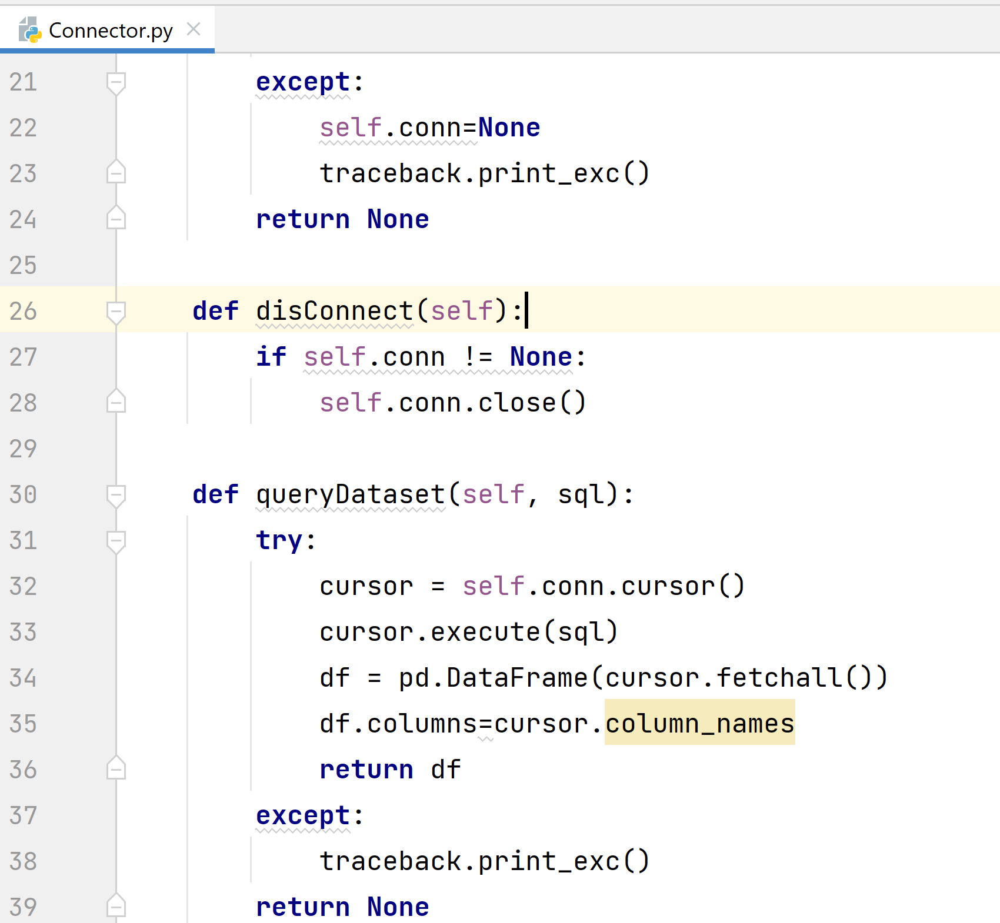 Connector.py
21 except:
22 self.conn=None
23 traceback.print_exc()
24 return None
25
26 def disConnect(self):
27 if self.conn != None:
28 self.conn.close()
29
30 def queryDataset(self, sql):
31 try:
32 cursor = self.conn.cursor()
33 cursor.execute(sql)
34 df = pd.DataFrame(cursor.fetchall())
35 df.columns=cursor.column_names
36 return df
37 except:
38 traceback.print_exc()
39 return None